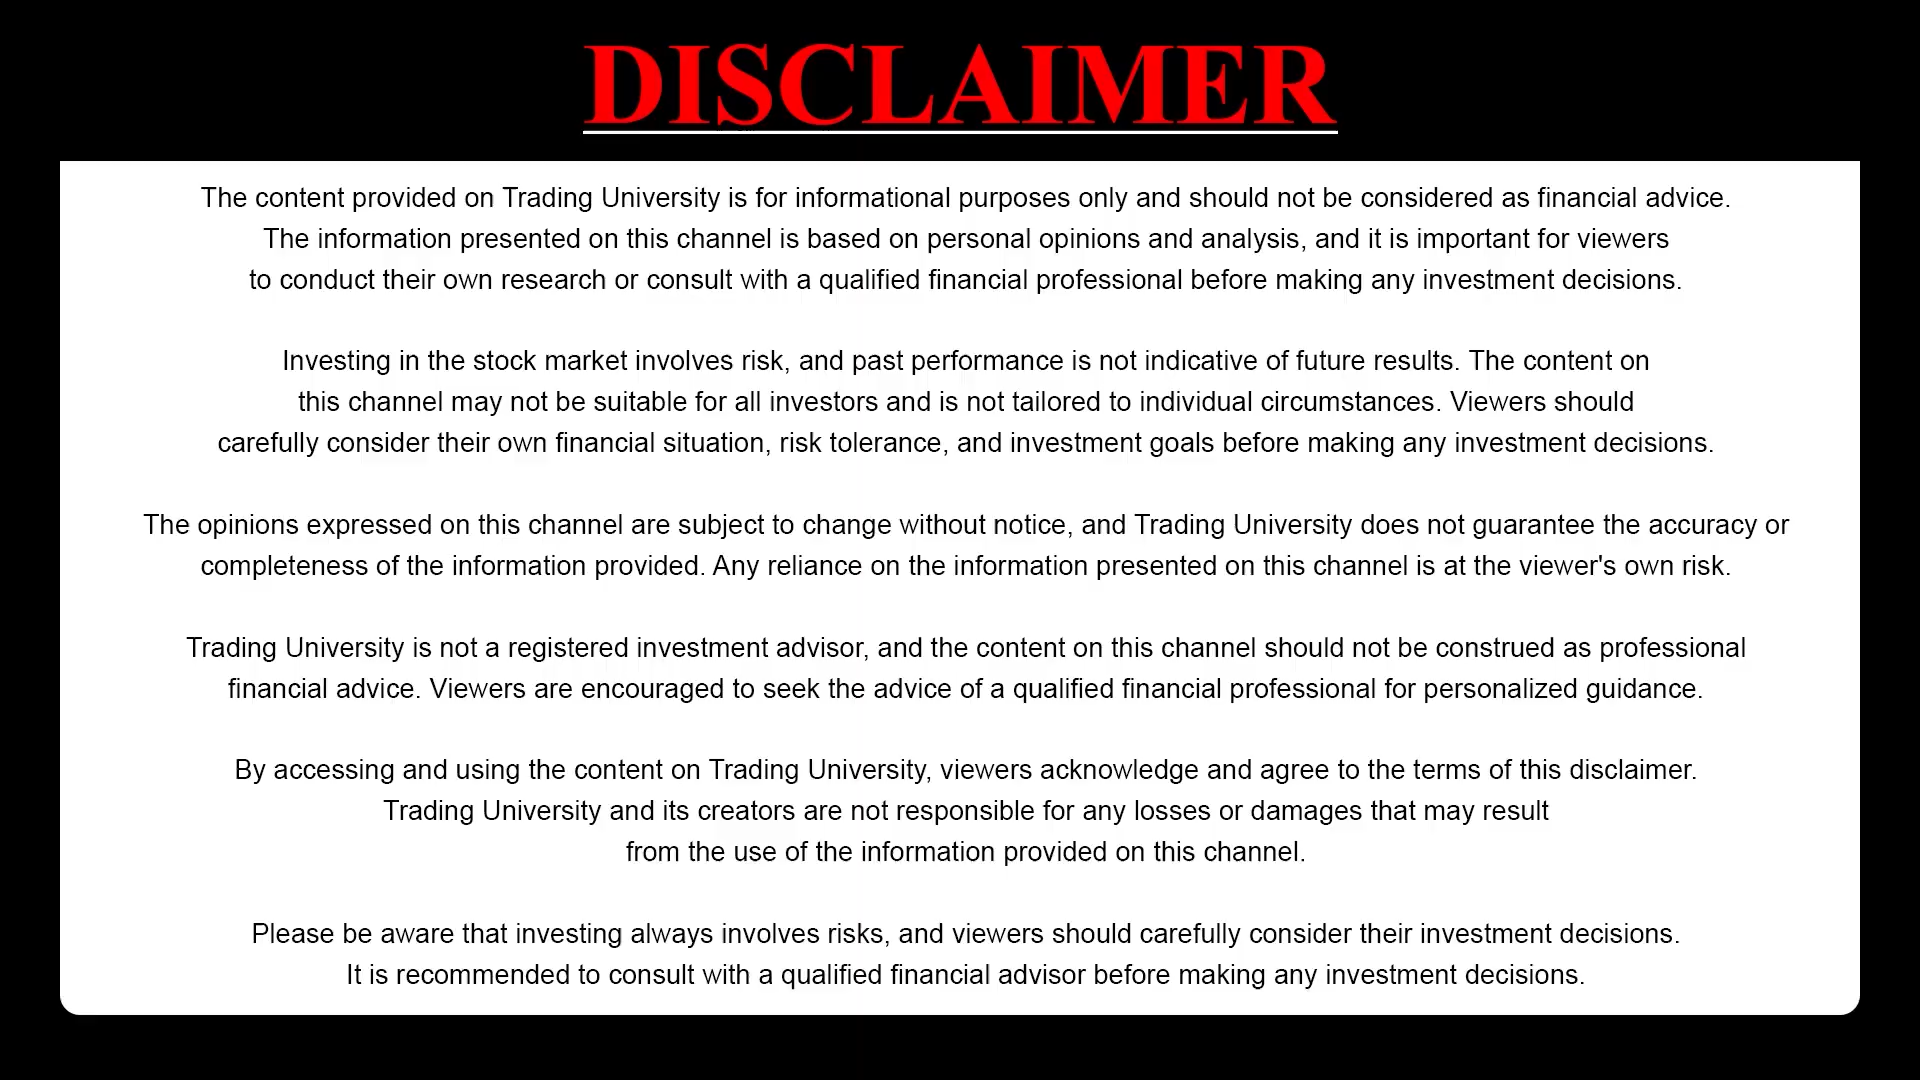 DISCLAIMER
The content provided on Trading University is for informational purposes only and should not be considered as financial advice.
The information presented on this channel is based on personal opinions and analysis, and it is important for viewers
to conduct their own research or consult with a qualified financial professional before making any investment decisions.
Investing in the stock market involves risk, and past performance is not indicative of future results. The content on
this channel may not be suitable for all investors and is not tailored to individual circumstances. Viewers should
carefully consider their own financial situation, risk tolerance, and investment goals before making any investment decisions.
The opinions expressed on this channel are subject to change without notice, and Trading University does not guarantee the accuracy or
completeness of the information provided. Any reliance on the information presented on this channel is at the viewer's own risk.
Trading University is not a registered investment advisor, and the content on this channel should not be construed as professional
financial advice. Viewers are encouraged to seek the advice of a qualified financial professional for personalized guidance.
By accessing and using the content on Trading University, viewers acknowledge and agree to the terms of this disclaimer.
Trading University and its creators are not responsible for any losses or damages that may result
from the use of the information provided on this channel.
Please be aware that investing always involves risks, and viewers should carefully consider their investment decisions.
It is recommended to consult with a qualified financial advisor before making any investment decisions.